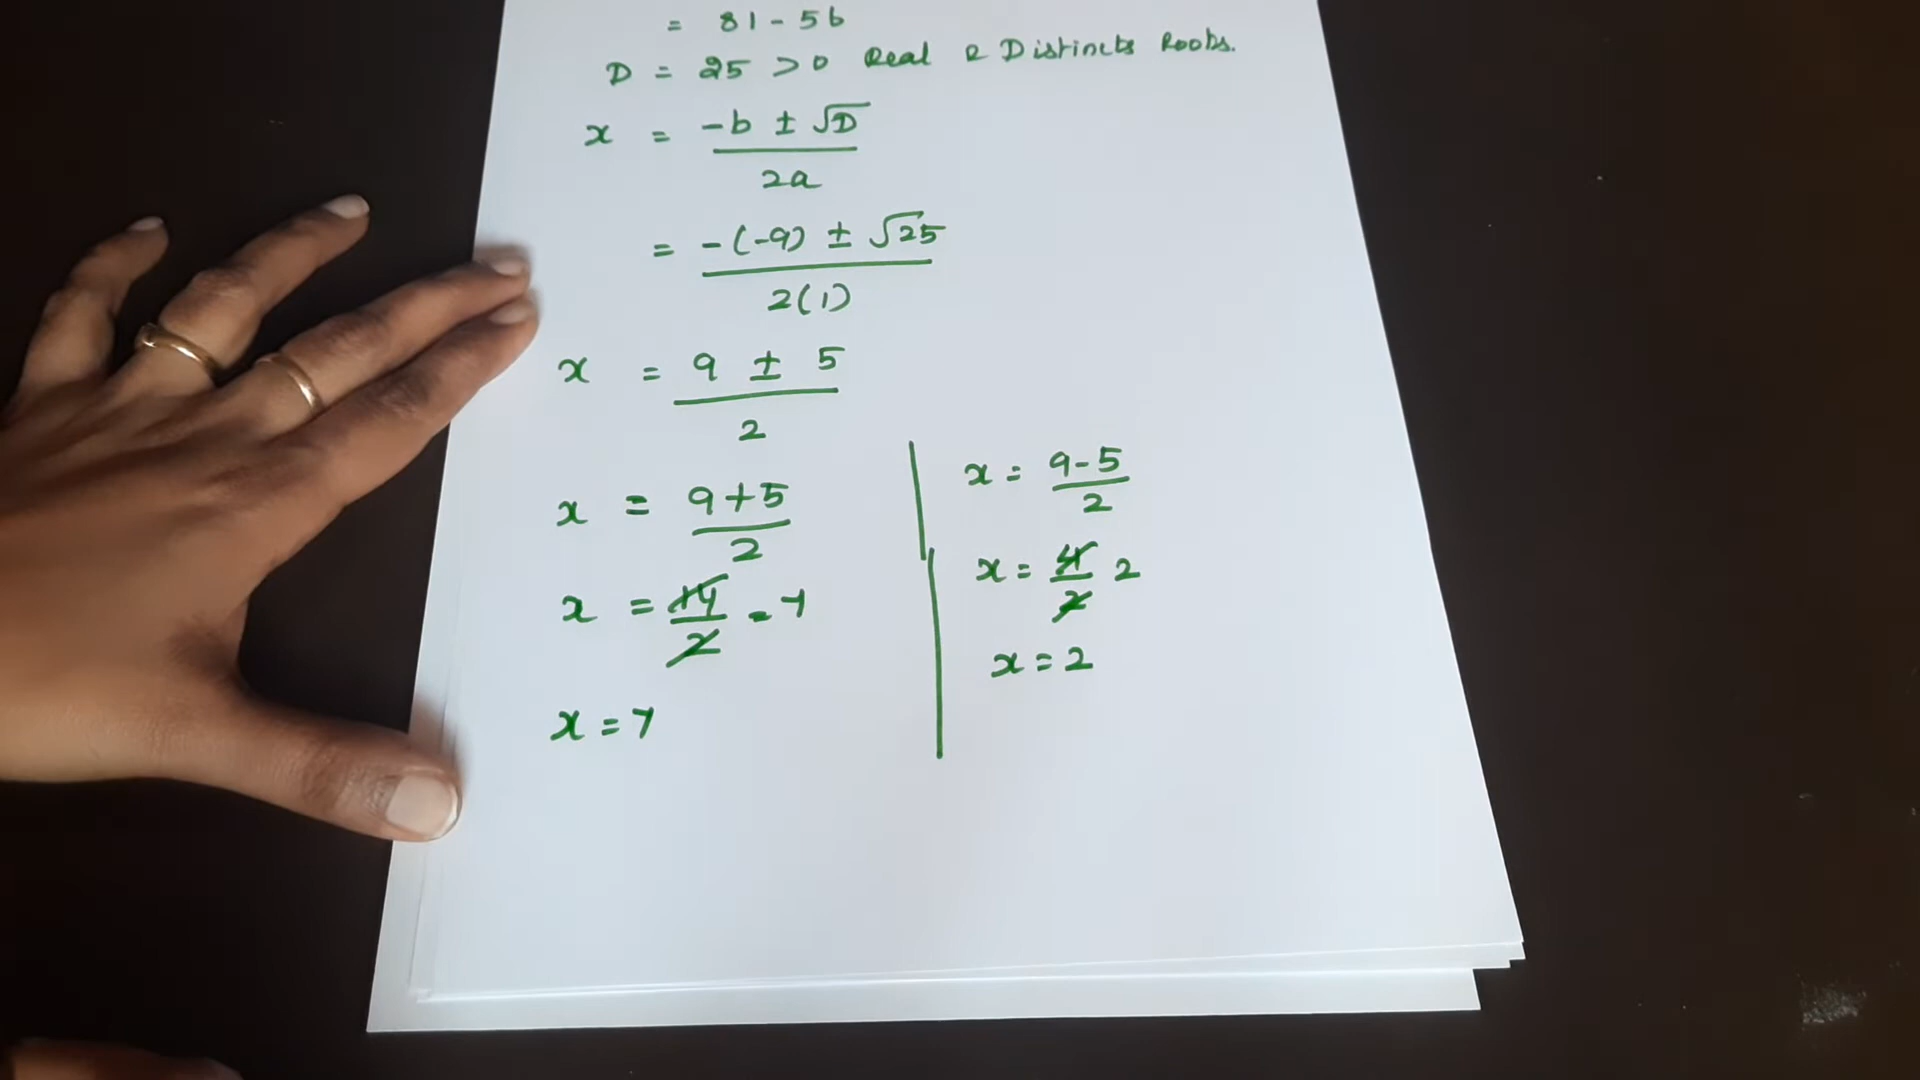 = 81 - 56
D = 25 > 0 Real & Distincts Roots.
x = -b ± √D / 2a
= -(-9) ± √25 / 2(1)
x = 9 ± 5 / 2
x = 9+5 / 2
x = 14/2 = 7
x = 7
x = 9-5 / 2
x = 4/2 2
x = 2